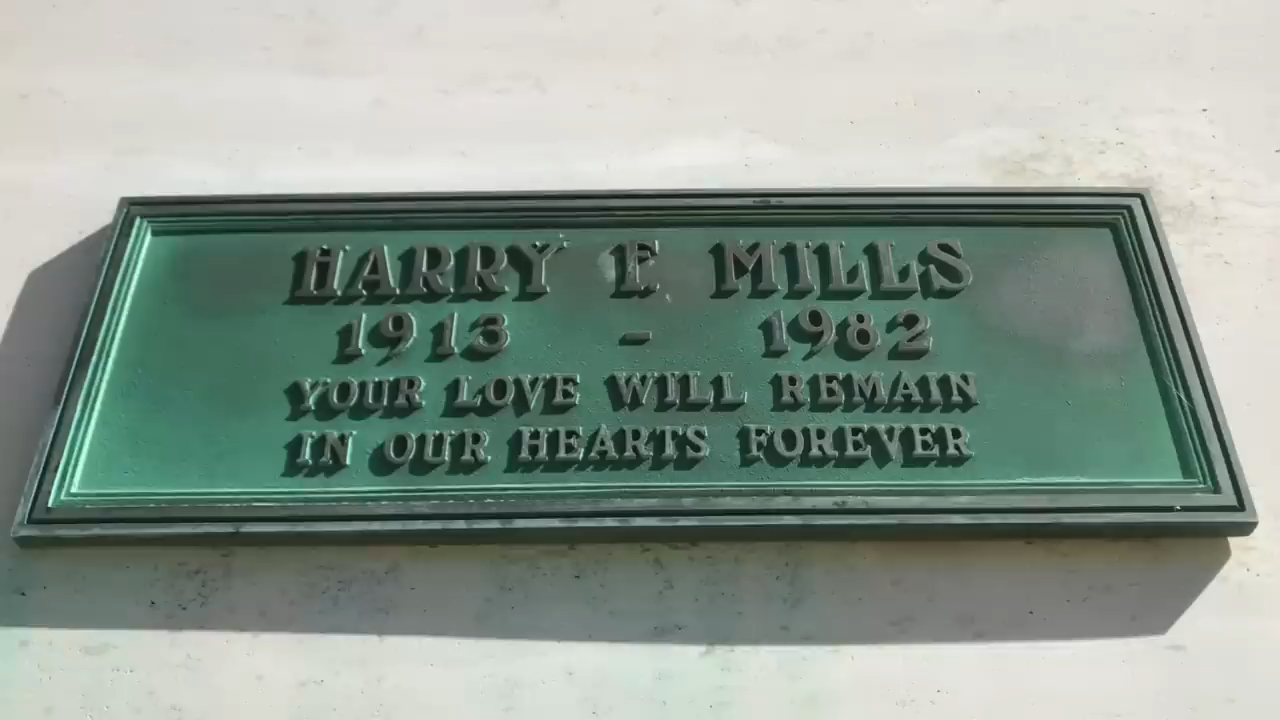 HARRY F MILLS
1913 - 1982
YOUR LOVE WILL REMAIN
IN OUR HEARTS FOREVER